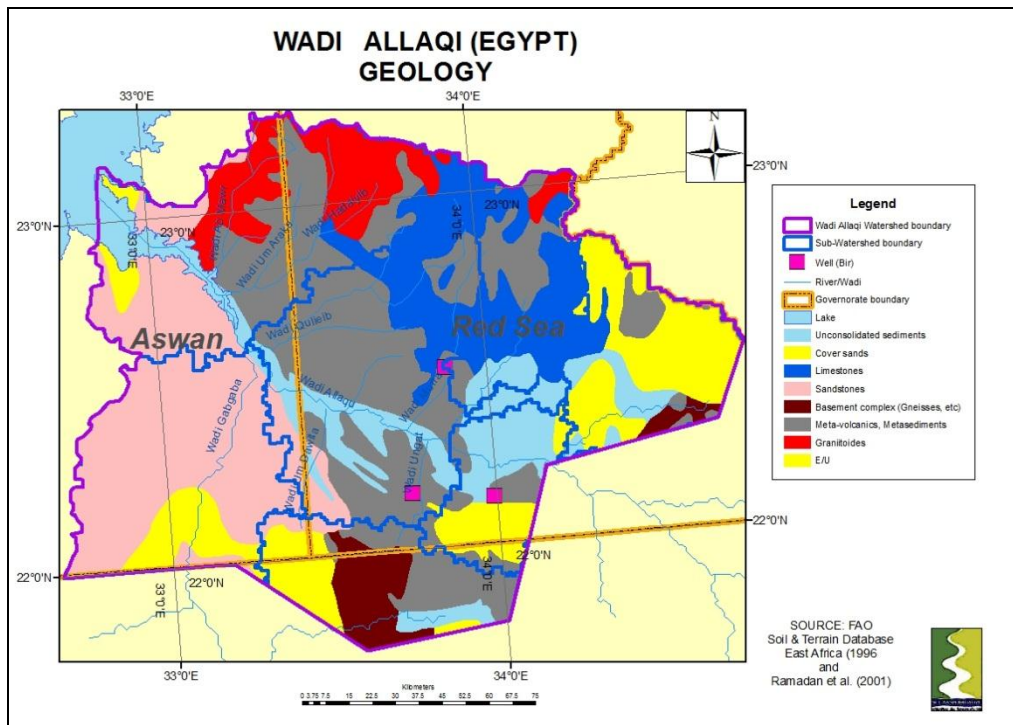 WADI ALLAQI (EGYPT)
GEOLOGY
33°0'E
34°0'E
N
23°0'N
23°0'N
23°0'N
23°0'N
33°0'E
34°0'E
Wadi Um Araka
Wadi Quleib
Aswan
Red Sea
Wadi Allaqu
Wadi Gabgaba
Wadi Um Dawita
Wadi Ungat
22°0'N
22°0'N
22°0'N
22°0'N
33°0'E
34°0'E
33°0'E
34°0'E
Legend
Wadi Allaqi Watershed boundary
Sub-Watershed boundary
Well (Bir)
River/Wadi
Governorate boundary
Lake
Unconsolidated sediments
Cover sands
Limestones
Sandstones
Basement complex (Gneisses, etc)
Meta-volcanics, Metasediments
Granitoides
E/U
SOURCE: FAO
Soil & Terrain Database
East Africa (1996
and
Ramadan et al. (2001)
Kilometers
0 3.75 7.5 15 22.5 30 37.5 45 52.5 60 67.5 75